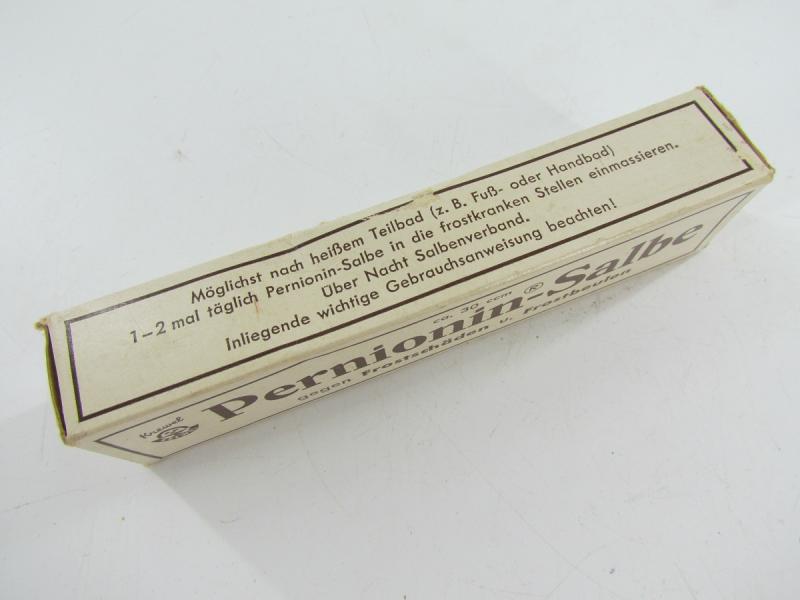 Möglichst nach heißem Teilbad (z. B. Fuß- oder Handbad)
1–2 mal täglich Pernionin-Salbe in die frostkranken Stellen einmassieren.
Über Nacht Salbenverband.
Inliegende wichtige Gebrauchsanweisung beachten!
ca. 30 ccm
Krewel
Pernionin-®Salbe
gegen Frostschäden u. Frostbeulen